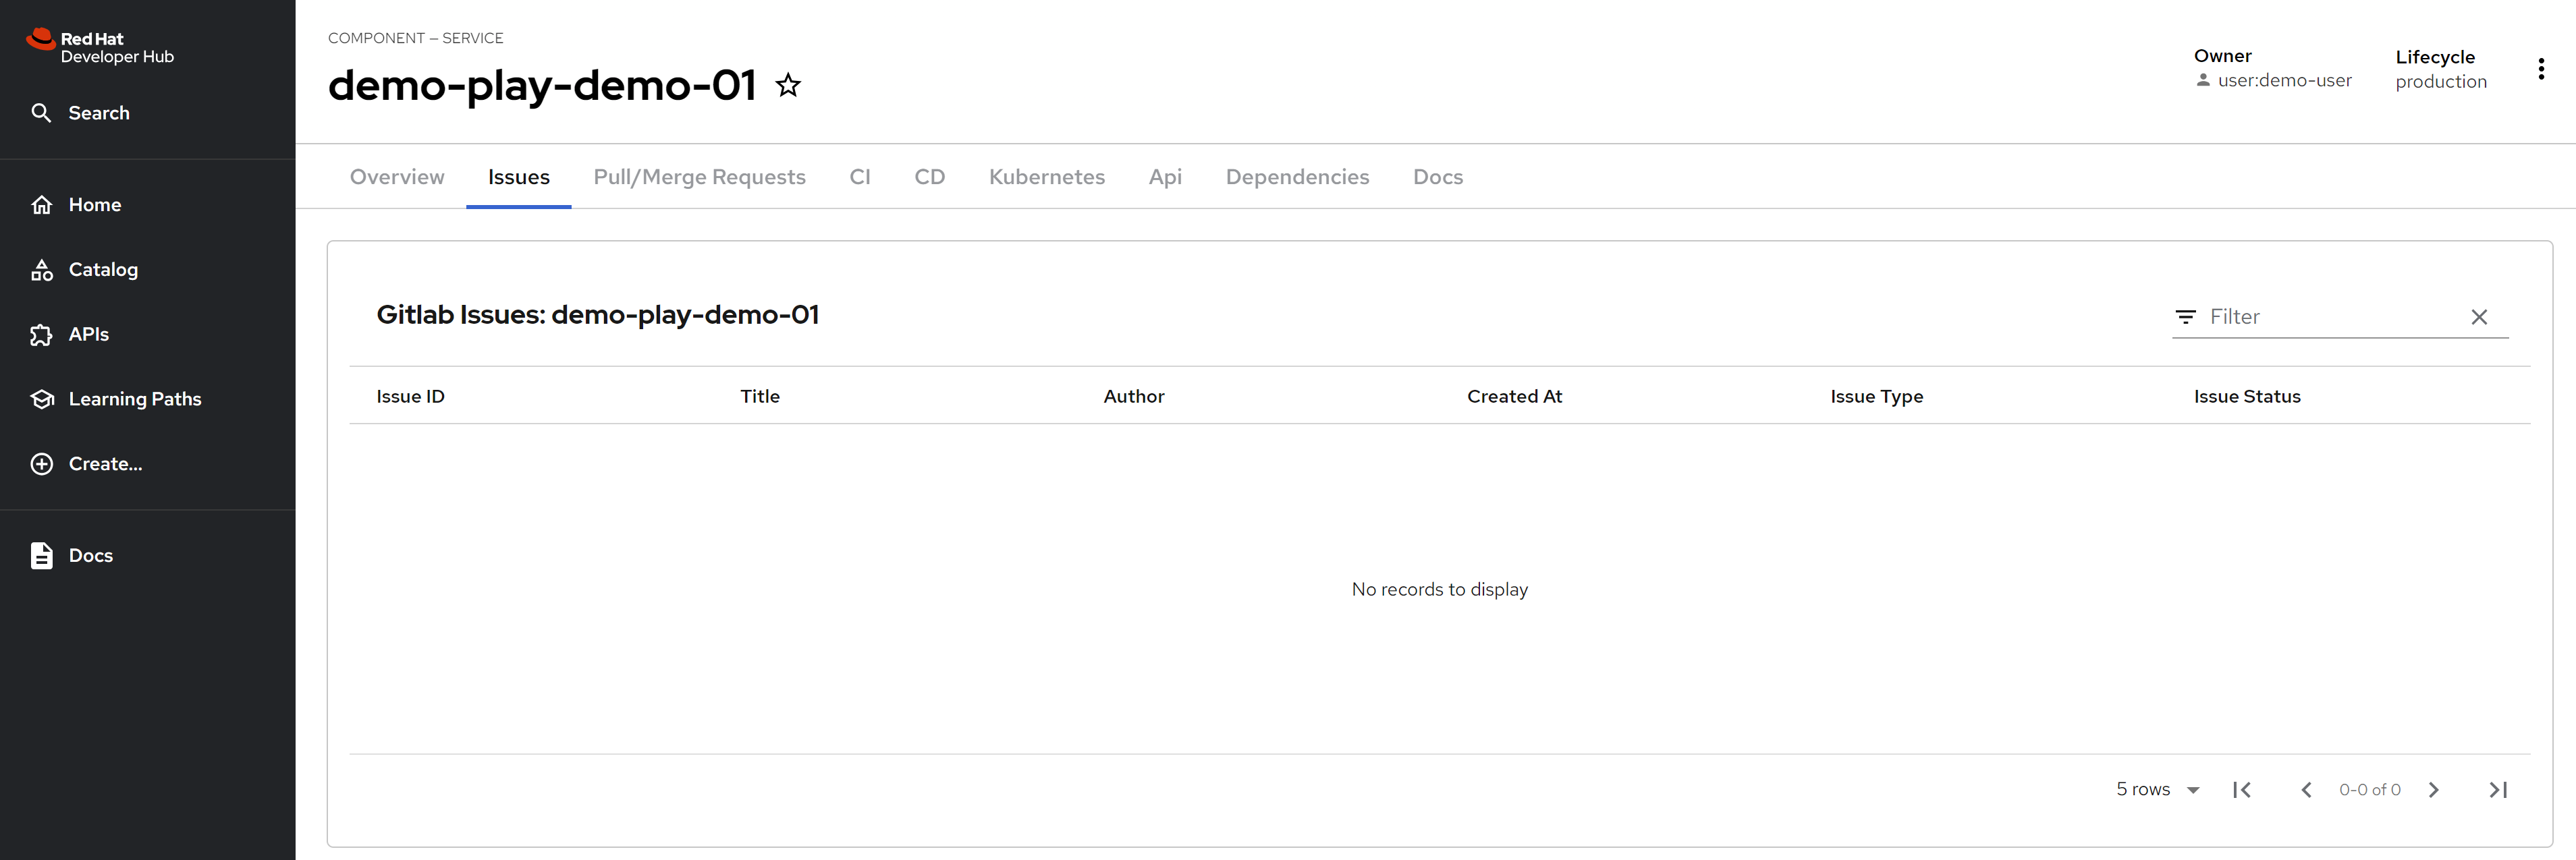 Red Hat
Developer Hub
Search
Home
Catalog
APIs
Learning Paths
Create...
Docs
COMPONENT — SERVICE
demo-play-demo-01
Owner
user:demo-user
Lifecycle
production
Overview Issues Pull/Merge Requests CI CD Kubernetes Api Dependencies Docs
Gitlab Issues: demo-play-demo-01
Filter
Issue ID Title Author Created At Issue Type Issue Status
No records to display
5 rows 0-0 of 0